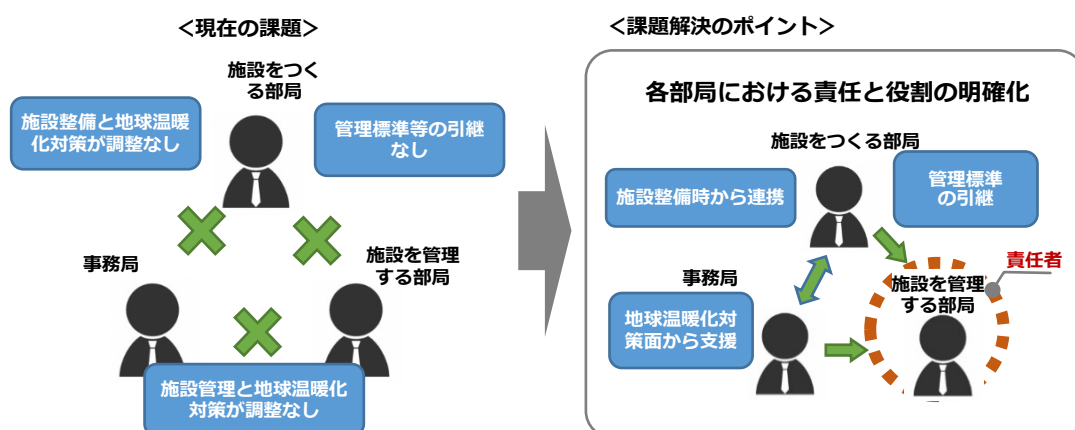 ＜現在の課題＞
施設をつく
る部局
施設整備と地球温暖
化対策が調整なし
管理標準等の引継
なし
事務局
施設を管理
する部局
施設管理と地球温暖化
対策が調整なし
＜課題解決のポイント＞
各部局における責任と役割の明確化
施設をつくる部局
施設整備時から連携
管理標準
の引継
責任者
事務局
施設を管理
する部局
地球温暖化対
策面から支援